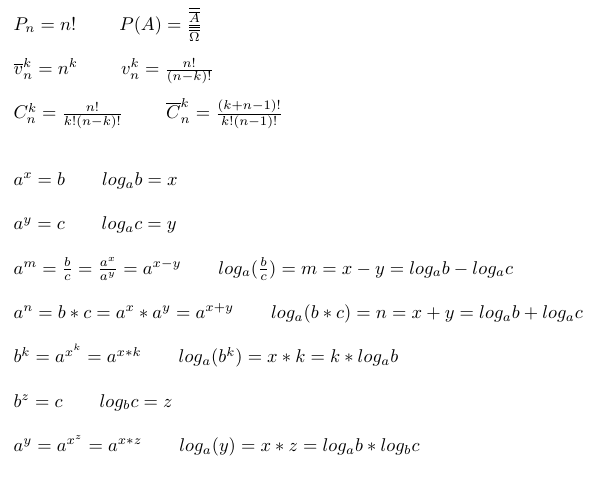 $P_n = n!$ $P(A) = \frac{\overline{\overline{A}}}{\overline{\overline{\Omega}}}$
$\overline{v}_n^k = n^k$ $v_n^k = \frac{n!}{(n-k)!}$
$C_n^k = \frac{n!}{k!(n-k)!}$ $\overline{C}_n^k = \frac{(k+n-1)!}{k!(n-1)!}$
$a^x = b$ $log_a b = x$
$a^y = c$ $log_a c = y$
$a^m = \frac{b}{c} = \frac{a^x}{a^y} = a^{x-y}$ $log_a(\frac{b}{c}) = m = x - y = log_a b - log_a c$
$a^n = b * c = a^x * a^y = a^{x+y}$ $log_a(b * c) = n = x + y = log_a b + log_a c$
$b^k = a^{x^k} = a^{x*k}$ $log_a(b^k) = x * k = k * log_a b$
$b^z = c$ $log_b c = z$
$a^y = a^{x^z} = a^{x*z}$ $log_a(y) = x * z = log_a b * log_b c$